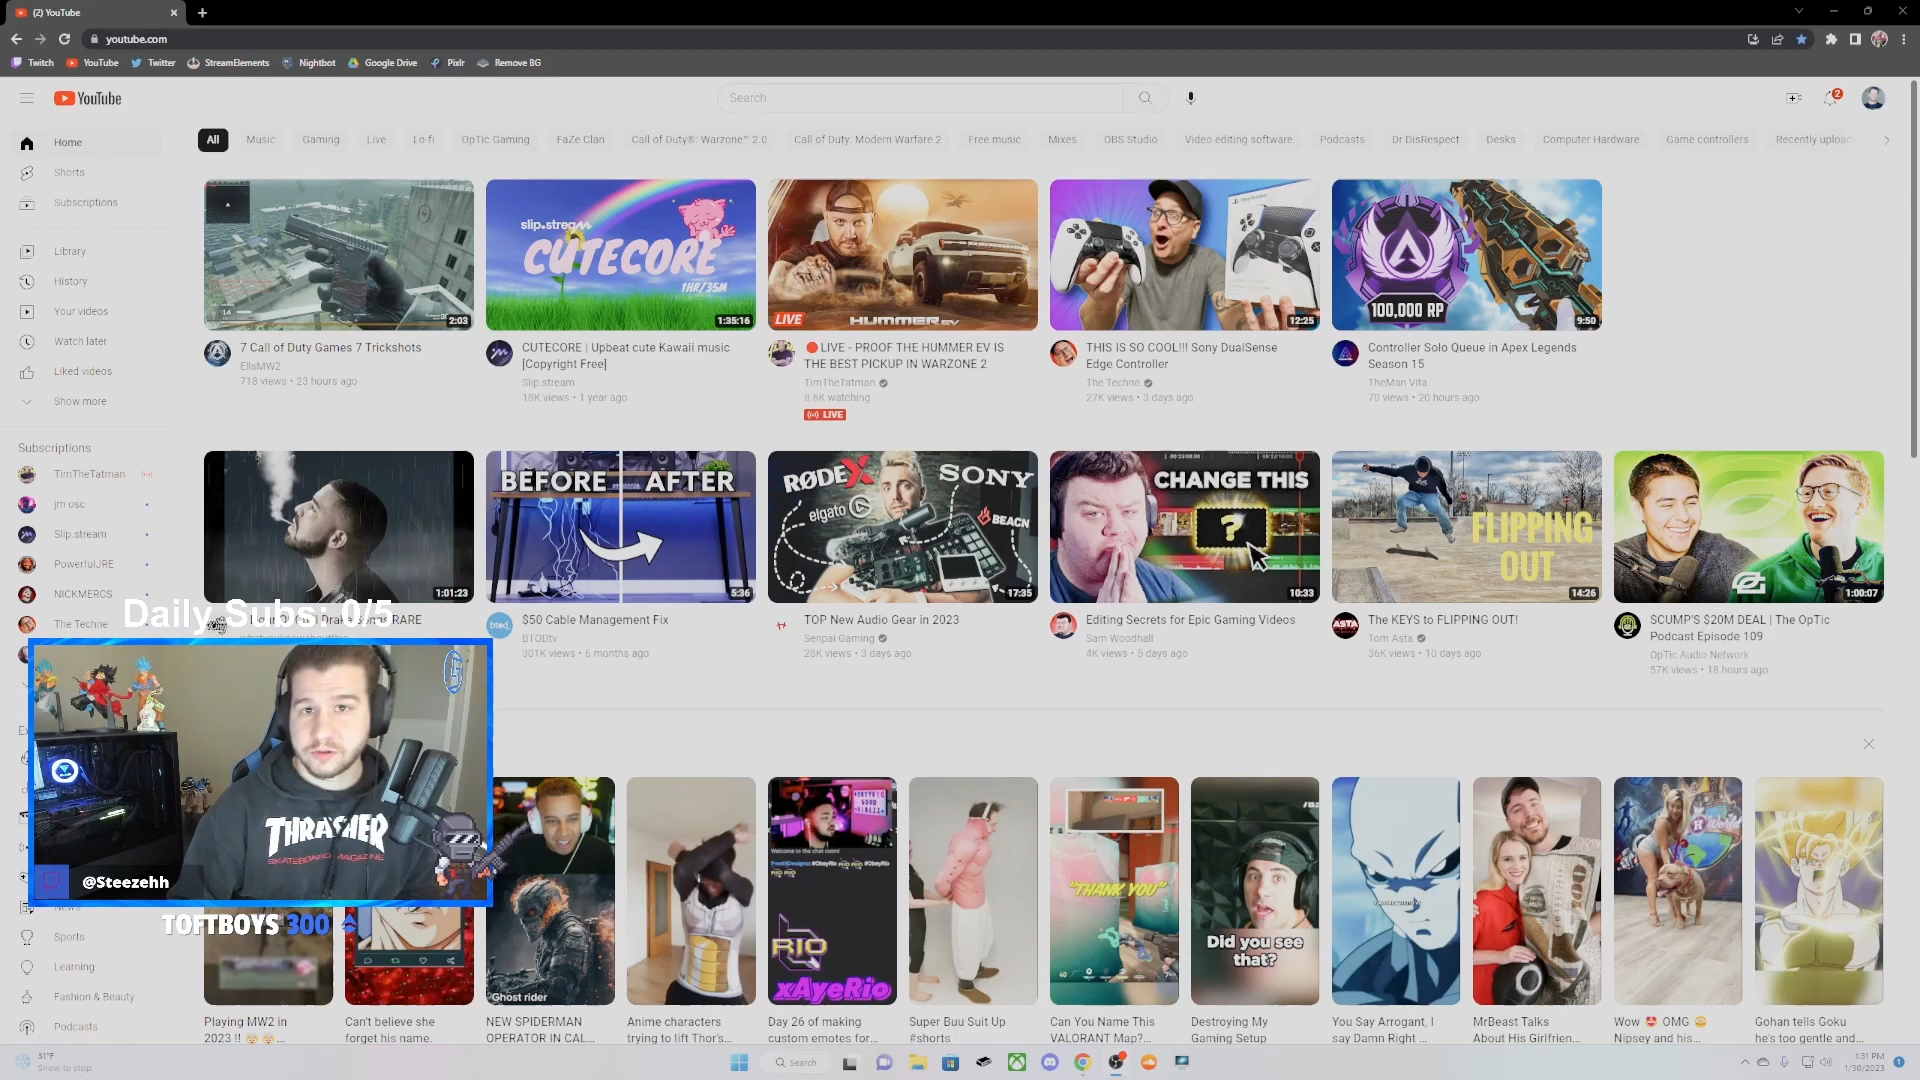 (2) YouTube
youtube.com
Twitch
YouTube
Twitter
StreamElements
Nightbot
Google Drive
Pixlr
Remove BG
YouTube
Search
2
All
Music
Gaming
Live
Lo-fi
OpTic Gaming
FaZe Clan
Call of Duty®: Warzone™ 2.0
Call of Duty: Modern Warfare 2
Free music
Mixes
OBS Studio
Video editing software
Podcasts
Dr DisRespect
Desks
Computer Hardware
Game controllers
Recently uploa
Home
Shorts
Subscriptions
Library
History
Your videos
Watch later
Liked videos
Show more
Subscriptions
TimTheTatman
jm osc
Slip.stream
PowerfulJRE
NICKMERCS
The Techne
2:03
7 Call of Duty Games 7 Trickshots
EllsMW2
718 views • 23 hours ago
slip.stream
CUTECORE
1HR/35M
1:35:16
CUTECORE | Upbeat cute Kawaii music
[Copyright Free]
Slip.stream
18K views • 1 year ago
LIVE
HUMMER EV
LIVE - PROOF THE HUMMER EV IS
THE BEST PICKUP IN WARZONE 2
TimTheTatman
8.6K watching
LIVE
12:25
THIS IS SO COOL!!! Sony DualSense
Edge Controller
The Techne
27K views • 3 days ago
100,000 RP
9:50
Controller Solo Queue in Apex Legends
Season 15
TheMan Vita
70 views • 20 hours ago
1:01:23
Drake
RARE
BEFORE
AFTER
5:36
btod
$50 Cable Management Fix
BTODtv
301K views • 6 months ago
RØDE X
SONY
elgato
BEACN
17:35
TOP New Audio Gear in 2023
Senpai Gaming
28K views • 3 days ago
CHANGE THIS
?
10:33
Editing Secrets for Epic Gaming Videos
Sam Woodhall
4K views • 5 days ago
FLIPPING
OUT
14:26
ASTA
The KEYS to FLIPPING OUT!
Tom Asta
36K views • 10 days ago
1:00:07
SCUMP'S $20M DEAL | The OpTic
Podcast Episode 109
OpTic Audio Network
57K views • 18 hours ago
Daily Subs: 0/5
THRASHER
SKATEBOARD MAGAZINE
@Steezehh
TOFTBOYS 300
News
Sports
Learning
Fashion & Beauty
Podcasts
Playing MW2 in
2023 !! 🤯 🤯...
Can't believe she
forget his name.
Ghost rider
NEW SPIDERMAN
OPERATOR IN CAL...
Anime characters
trying to lift Thor's...
Welcome to the chat room!
RIO
xAyeRio
Day 26 of making
custom emotes for...
Super Buu Suit Up
#shorts
"THANK YOU"
Can You Name This
VALORANT Map?...
Did you see
that?
Destroying My
Gaming Setup
You Say Arrogant, I
say Damn Right ...
MrBeast Talks
About His Girlfrien...
Wow 🤩 OMG 😳
Nipsey and his...
Gohan tells Goku
he's too gentle and...
31°F
Snow to stop
Search
1:31 PM
1/30/2023
1